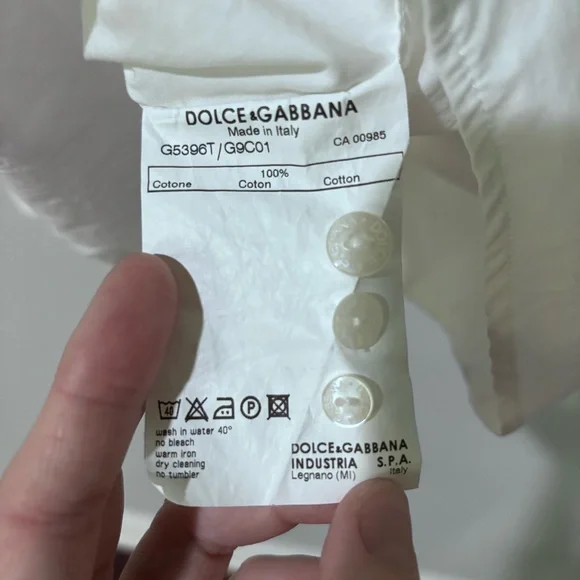 DOLCE&GABBANA
Made in Italy
G5396T/G9C01 CA 00985
100%
Cotone Coton Cotton
40 P
wash in water 40°
no bleach
warm iron
dry cleaning
no tumbler
DOLCE&GABBANA
INDUSTRIA S.P.A.
Legnano (MI) Italy